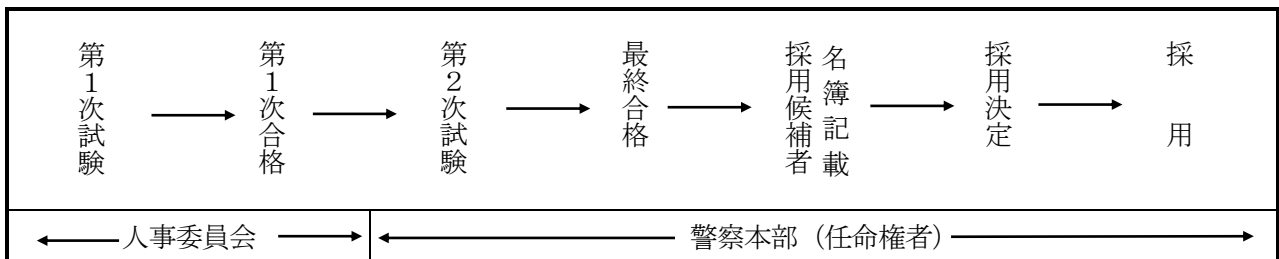 第１次試験
第１次合格
第２次試験
最終合格
採用候補者
名簿記載
採用決定
採用
人事委員会
警察本部（任命権者）